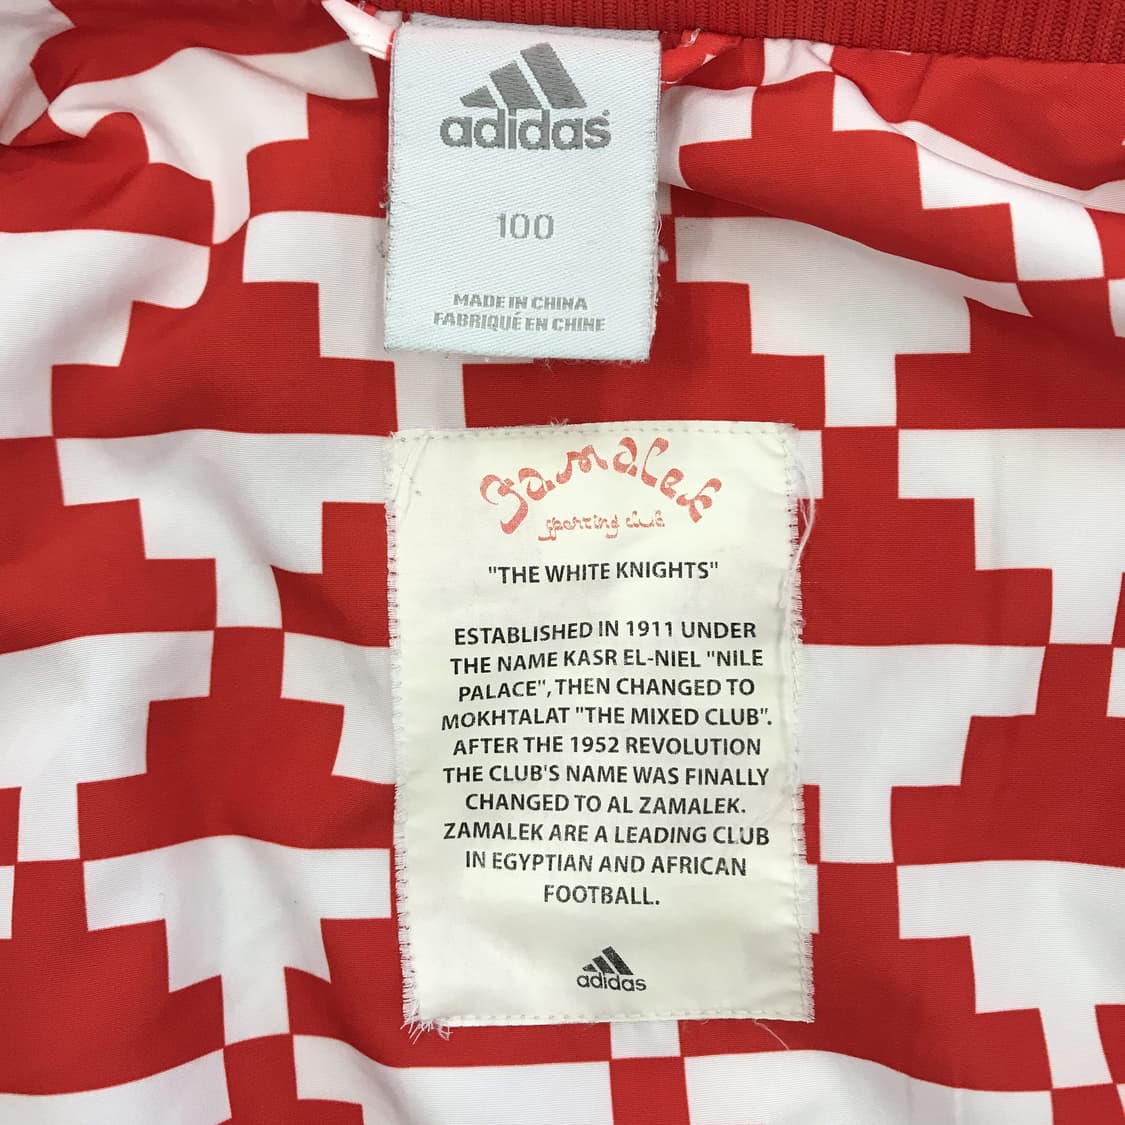 adidas
100
MADE IN CHINA
FABRIQUÉ EN CHINE
zamalek
sporting club
"THE WHITE KNIGHTS"
ESTABLISHED IN 1911 UNDER
THE NAME KASR EL-NIEL "NILE
PALACE", THEN CHANGED TO
MOKHTALAT "THE MIXED CLUB".
AFTER THE 1952 REVOLUTION
THE CLUB'S NAME WAS FINALLY
CHANGED TO AL ZAMALEK.
ZAMALEK ARE A LEADING CLUB
IN EGYPTIAN AND AFRICAN
FOOTBALL.
adidas